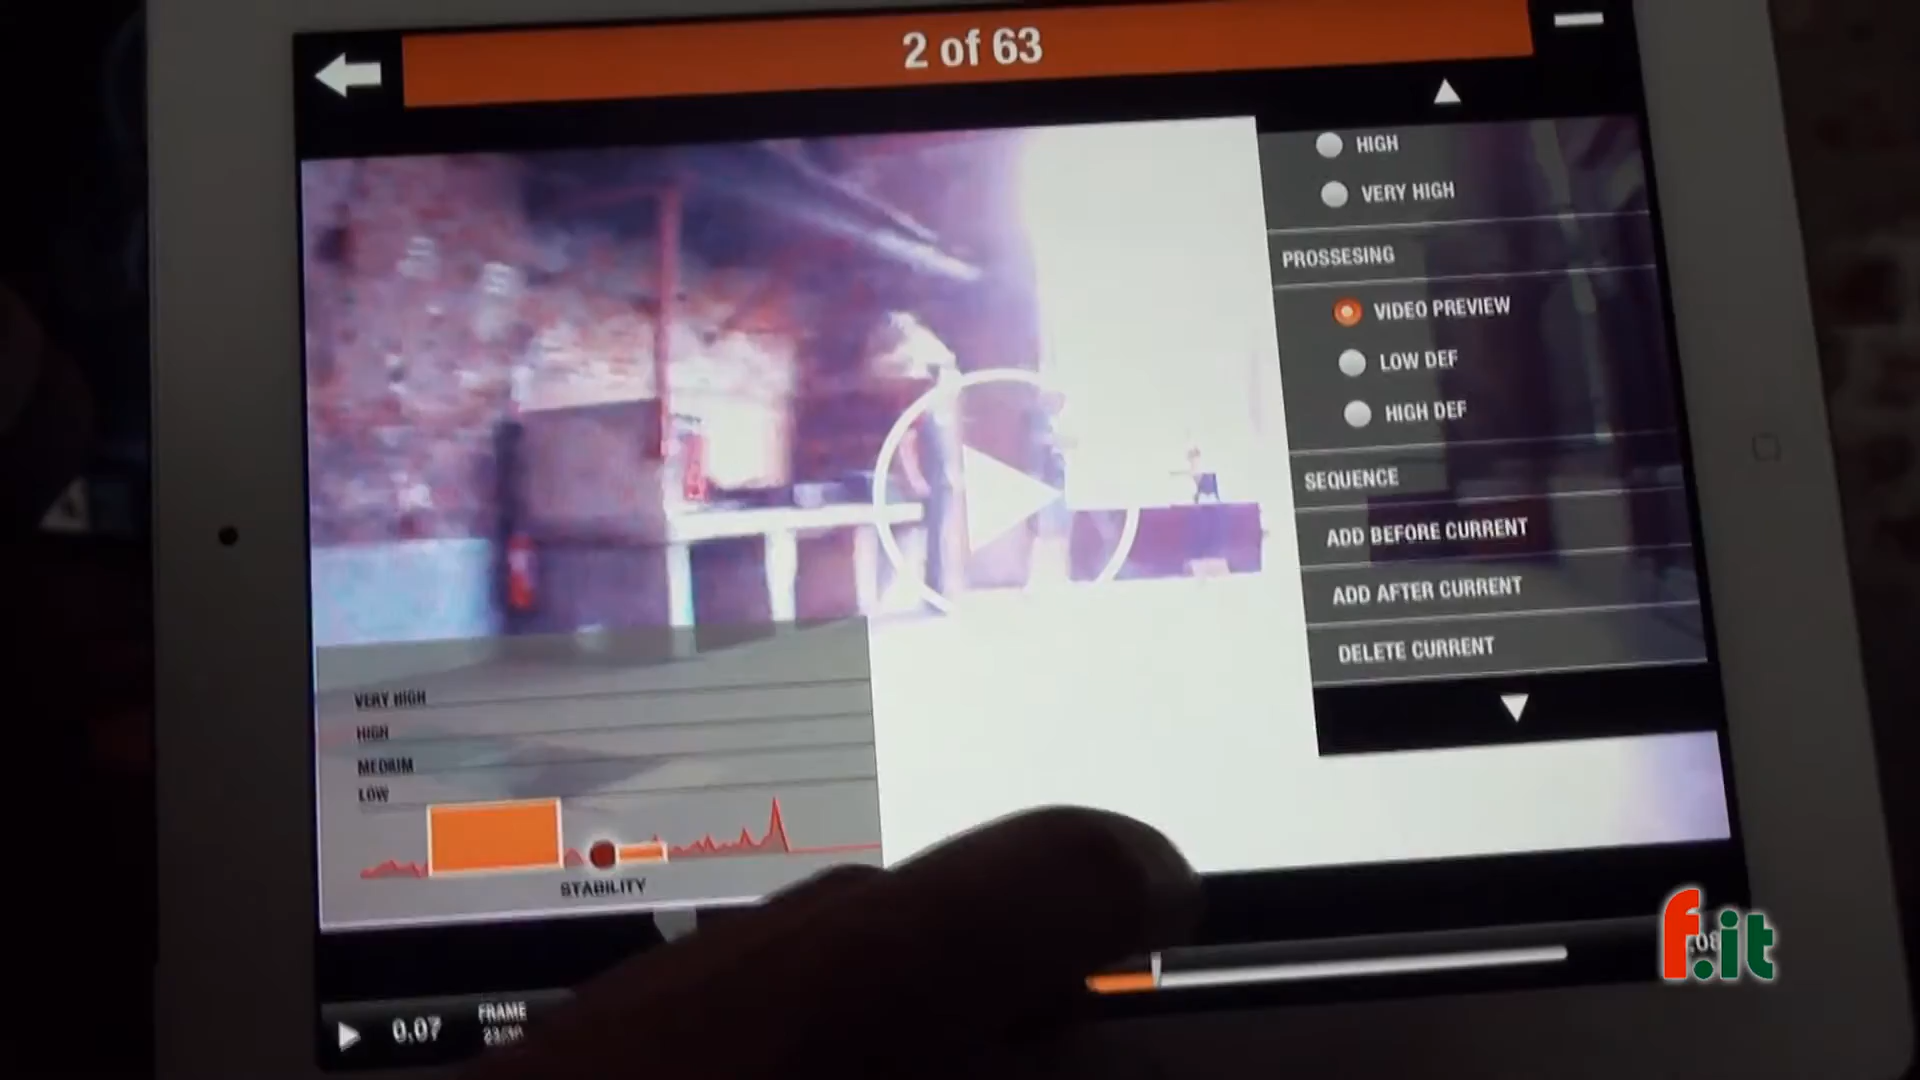 2 of 63
HIGH
VERY HIGH
PROSSESING
VIDEO PREVIEW
LOW DEF
HIGH DEF
SEQUENCE
ADD BEFORE CURRENT
ADD AFTER CURRENT
DELETE CURRENT
VERY HIGH
HIGH
MEDIUM
LOW
STABILITY
0.07
FRAME
f.it